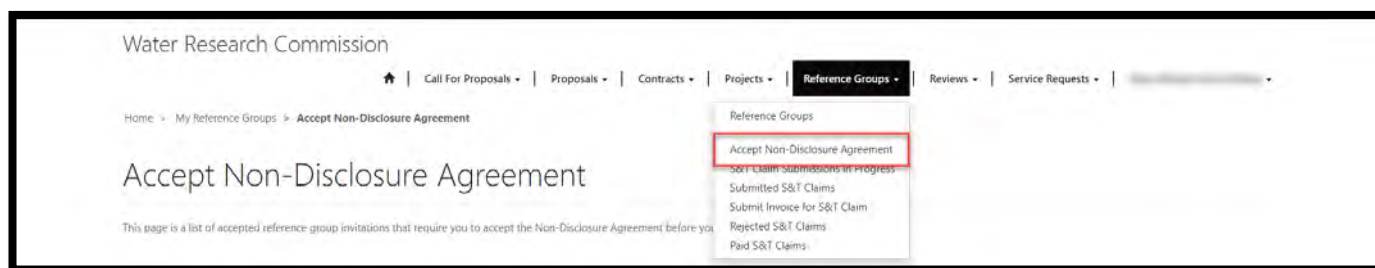 Water Research Commission
Call For Proposals | Proposals | Contracts | Projects | Reference Groups | Reviews | Service Requests |
Home > My Reference Groups > Accept Non-Disclosure Agreement
Reference Groups
Accept Non-Disclosure Agreement
Accept Non-Disclosure Agreement
S&T Claim Submissions In Progress
Submitted S&T Claims
Submit Invoice for S&T Claim
This page is a list of accepted reference group invitations that require you to accept the Non-Disclosure Agreement before you
Rejected S&T Claims
Paid S&T Claims